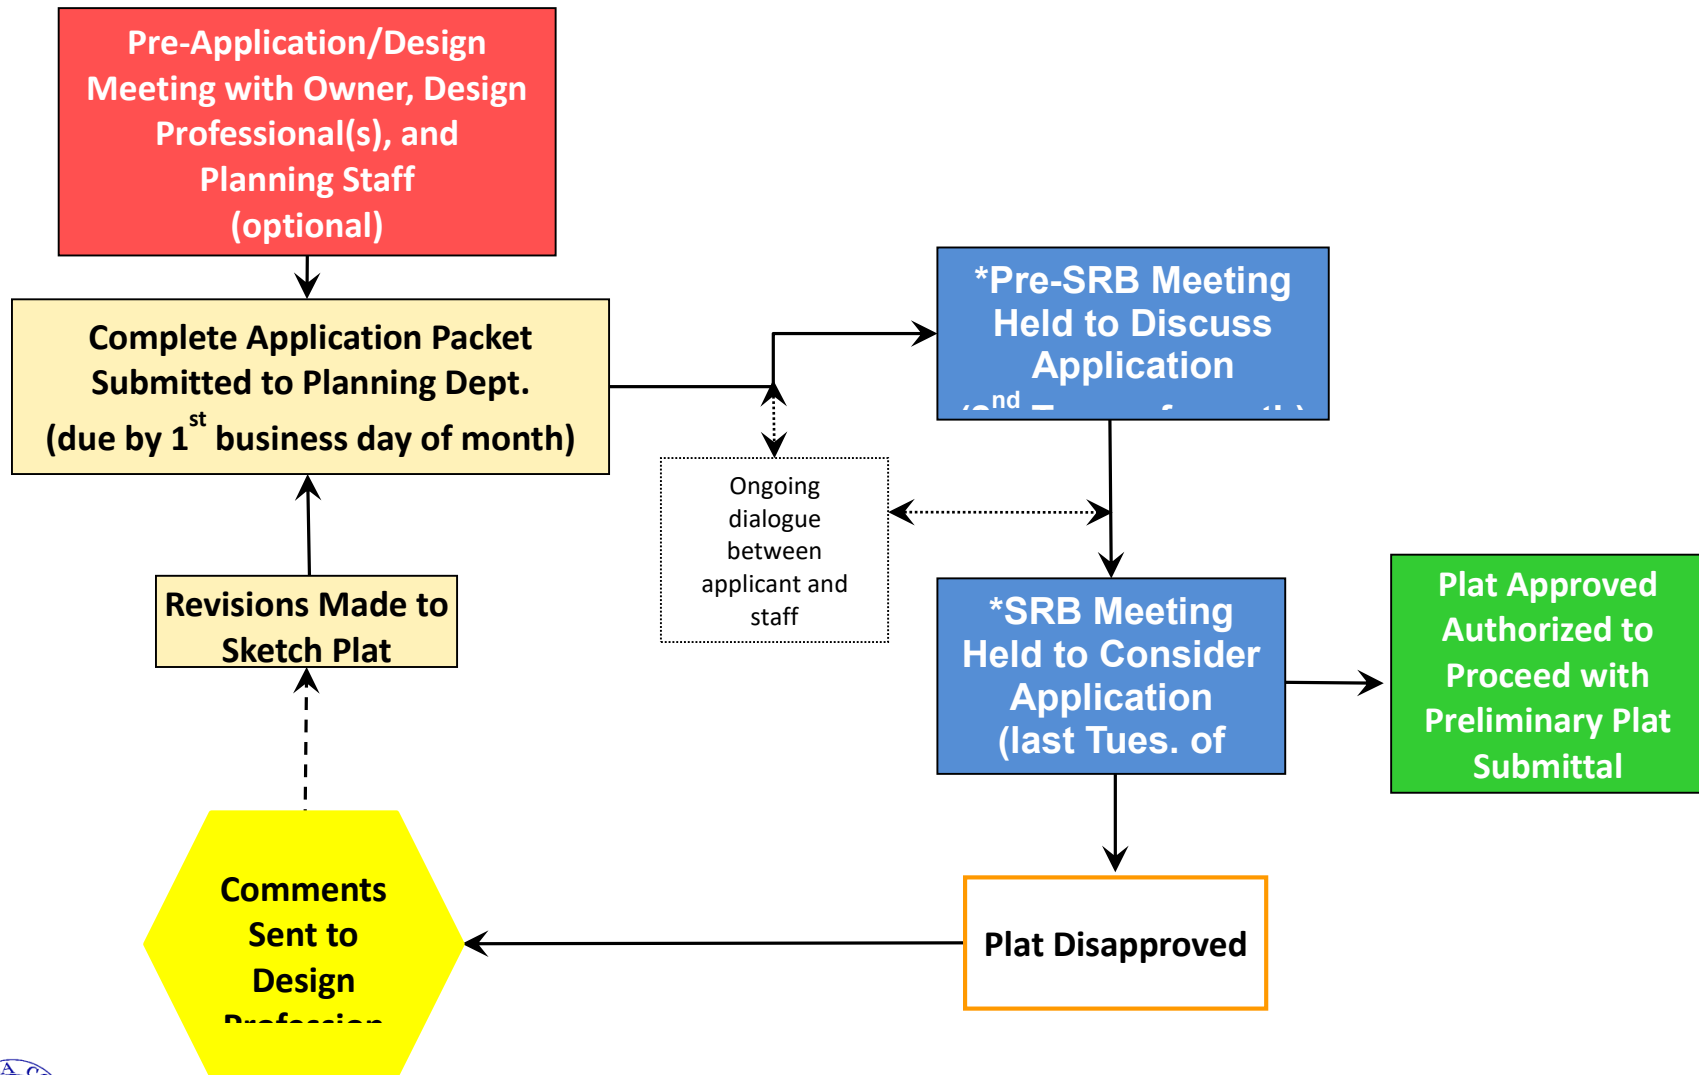 Pre-Application/Design
Meeting with Owner, Design
Professional(s), and
Planning Staff
(optional)
Complete Application Packet
Submitted to Planning Dept.
(due by 1st business day of month)
*Pre-SRB Meeting
Held to Discuss
Application
nd
Ongoing
dialogue
between
applicant and
staff
Revisions Made to
Sketch Plat
*SRB Meeting
Held to Consider
Application
(last Tues. of
Plat Approved
Authorized to
Proceed with
Preliminary Plat
Submittal
Comments
Sent to
Design
Profession
Plat Disapproved